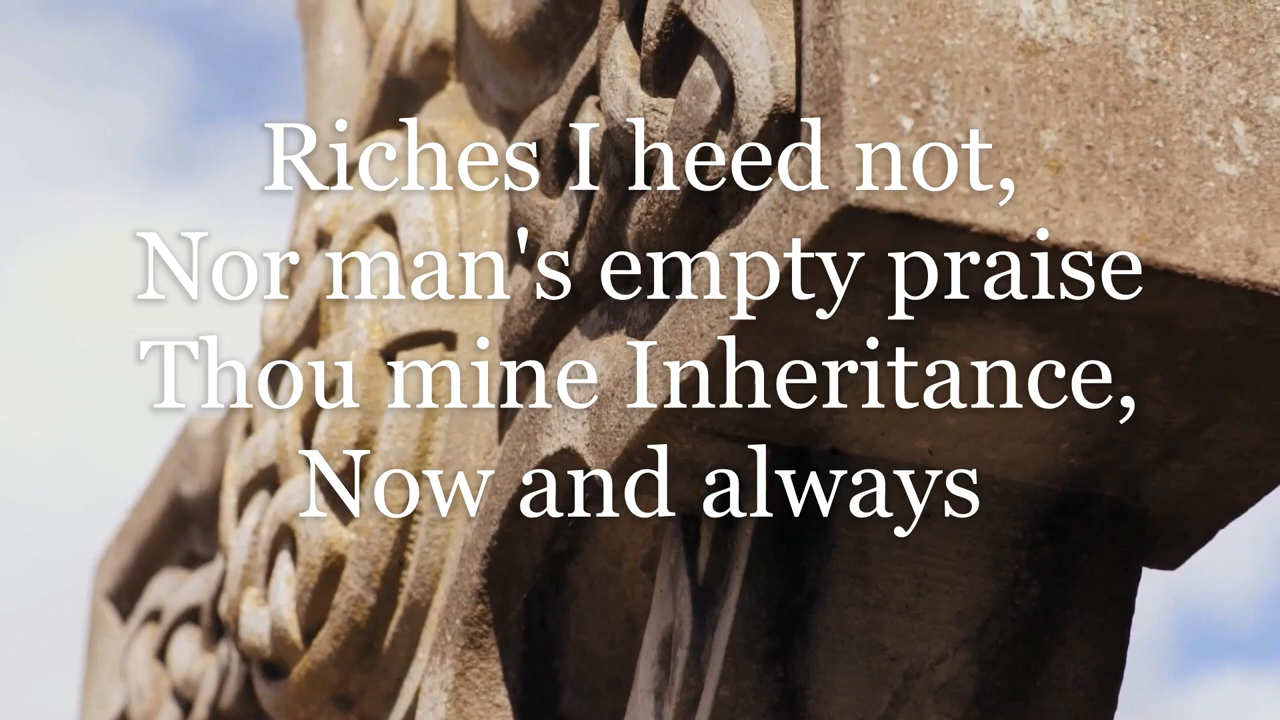 Riches I heed not,
Nor man's empty praise
Thou mine Inheritance,
Now and always